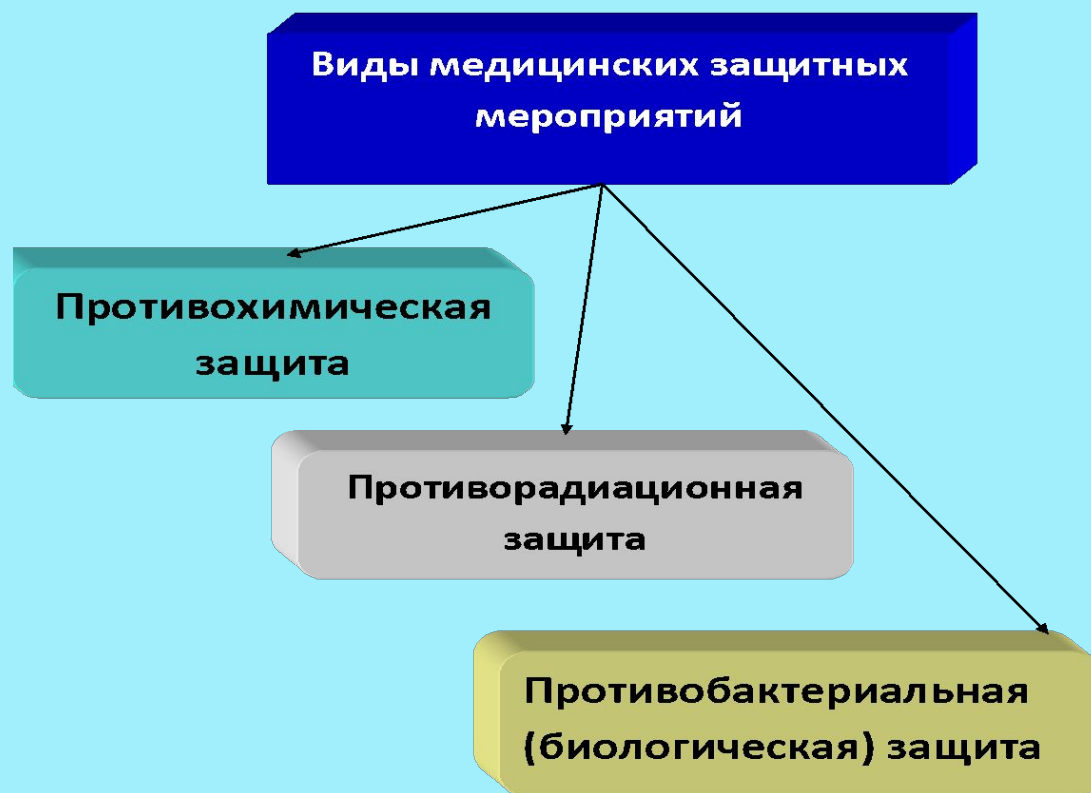 Виды медицинских защитных
мероприятий
Противохимическая
защита
Противорадиационная
защита
Противобактериальная
(биологическая) защита